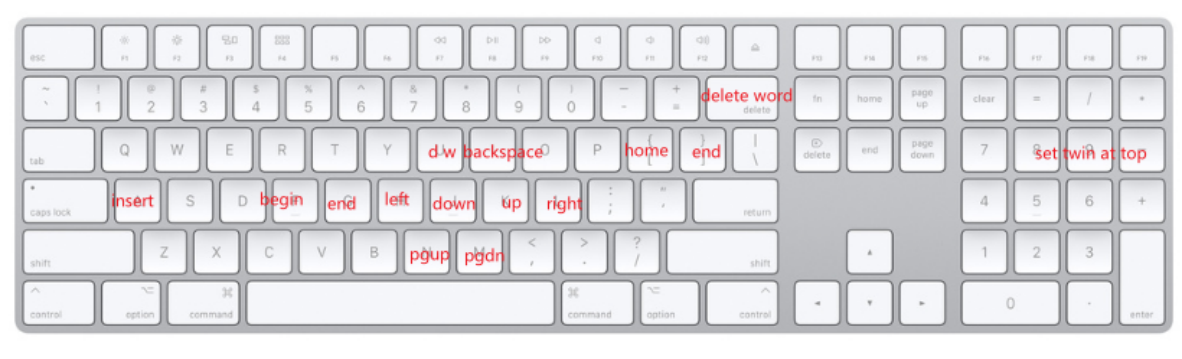 esc F1 F2 F3 F4 F5 F6 F7 F8 F9 F10 F11 F12 F13 F14 F15 F16 F17 F18 F19
~ ! @ # $ % ^ & * ( ) — +
` 1 2 3 4 5 6 7 8 9 0 - = delete word delete fn home page up clear = / *
tab Q W E R T Y d w backspace O P home { [ end } ] | \ delete end page down 7 set twin at top
caps lock insert S D begin end left down up right : ; " ' return 4 5 6 +
shift Z X C V B pgup pgdn < , > . ? / shift 1 2 3
control option command command option control 0 . enter